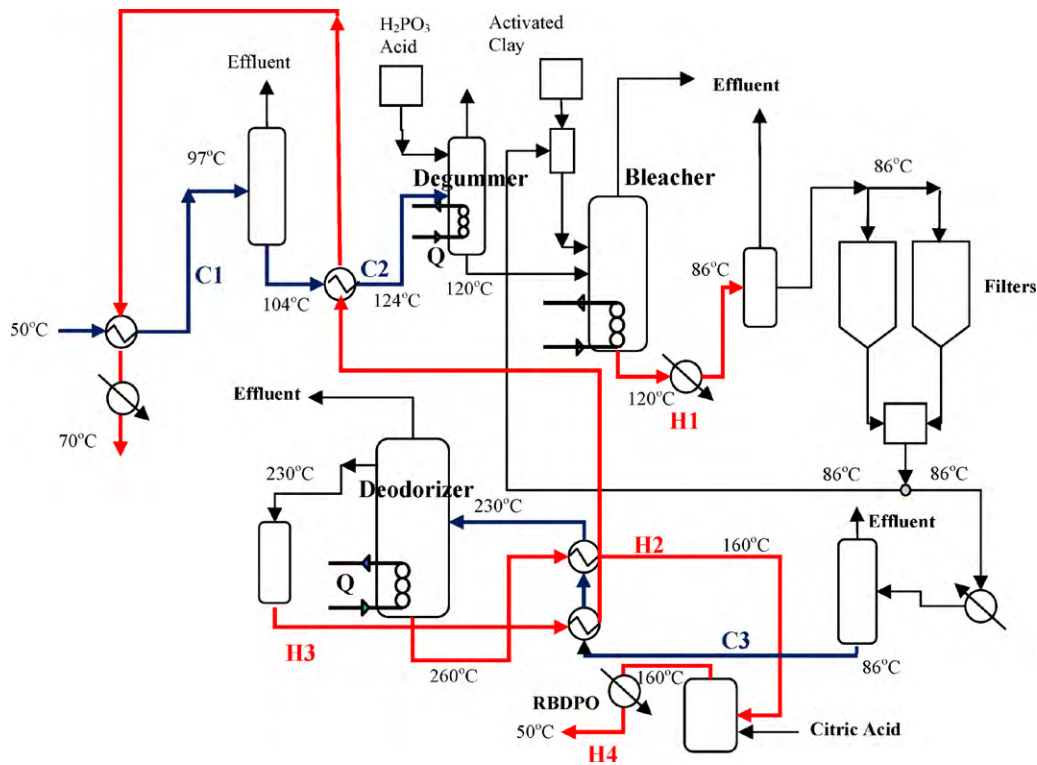 H₂PO₃
Acid
Activated
Clay
Effluent
Effluent
97°C
Degummer
Bleacher
86°C
Q
C1
C2
86°C
104°C
124°C
120°C
Filters
50°C
120°C
H1
70°C
Effluent
230°C
Deodorizer
230°C
86°C
86°C
Effluent
H2
160°C
Q
H3
C3
260°C
86°C
160°C
RBDPO
50°C
H4
Citric Acid